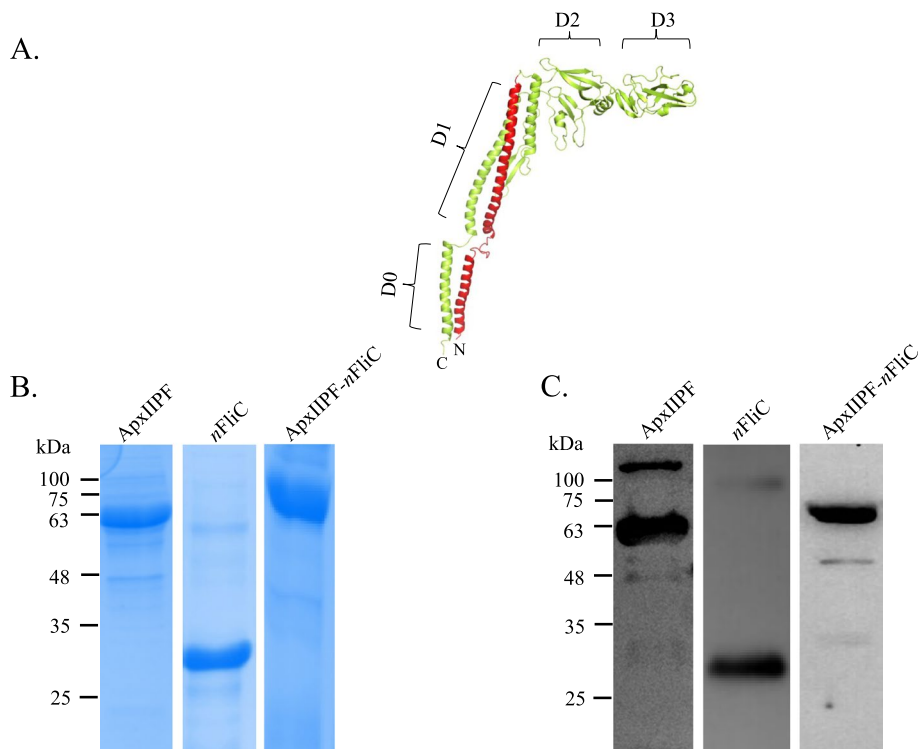 A.
D2
D3
D1
D0
C
N
B.
ApxIIPF
nFliC
ApxIIPF-nFliC
kDa
100
75
63
48
35
25
C.
ApxIIPF
nFliC
ApxIIPF-nFliC
kDa
100
75
63
48
35
25